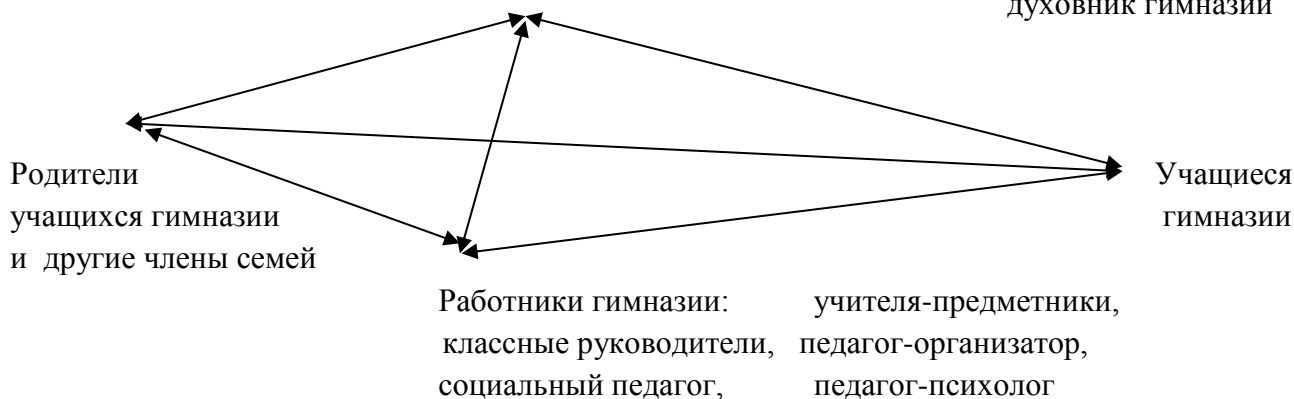 духовник гимназии
Родители
учащихся гимназии
и другие члены семей
Учащиеся
гимназии
Работники гимназии: учителя-предметники,
классные руководители, педагог-организатор,
социальный педагог, педагог-психолог